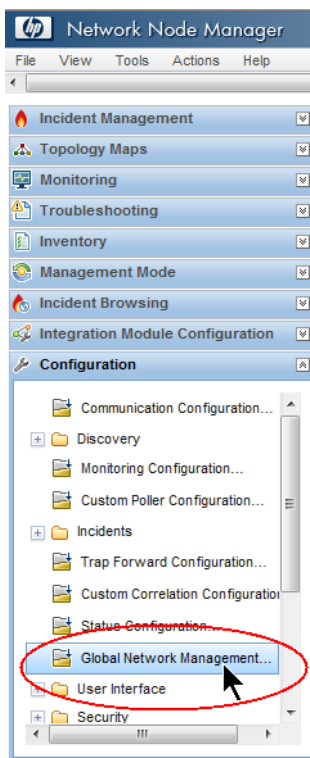 hp Network Node Manager
File View Tools Actions Help
Incident Management
Topology Maps
Monitoring
Troubleshooting
Inventory
Management Mode
Incident Browsing
Integration Module Configuration
Configuration
Communication Configuration...
Discovery
Monitoring Configuration...
Custom Poller Configuration...
Incidents
Trap Forward Configuration...
Custom Correlation Configuration
Status Configuration...
Global Network Management...
User Interface
Security